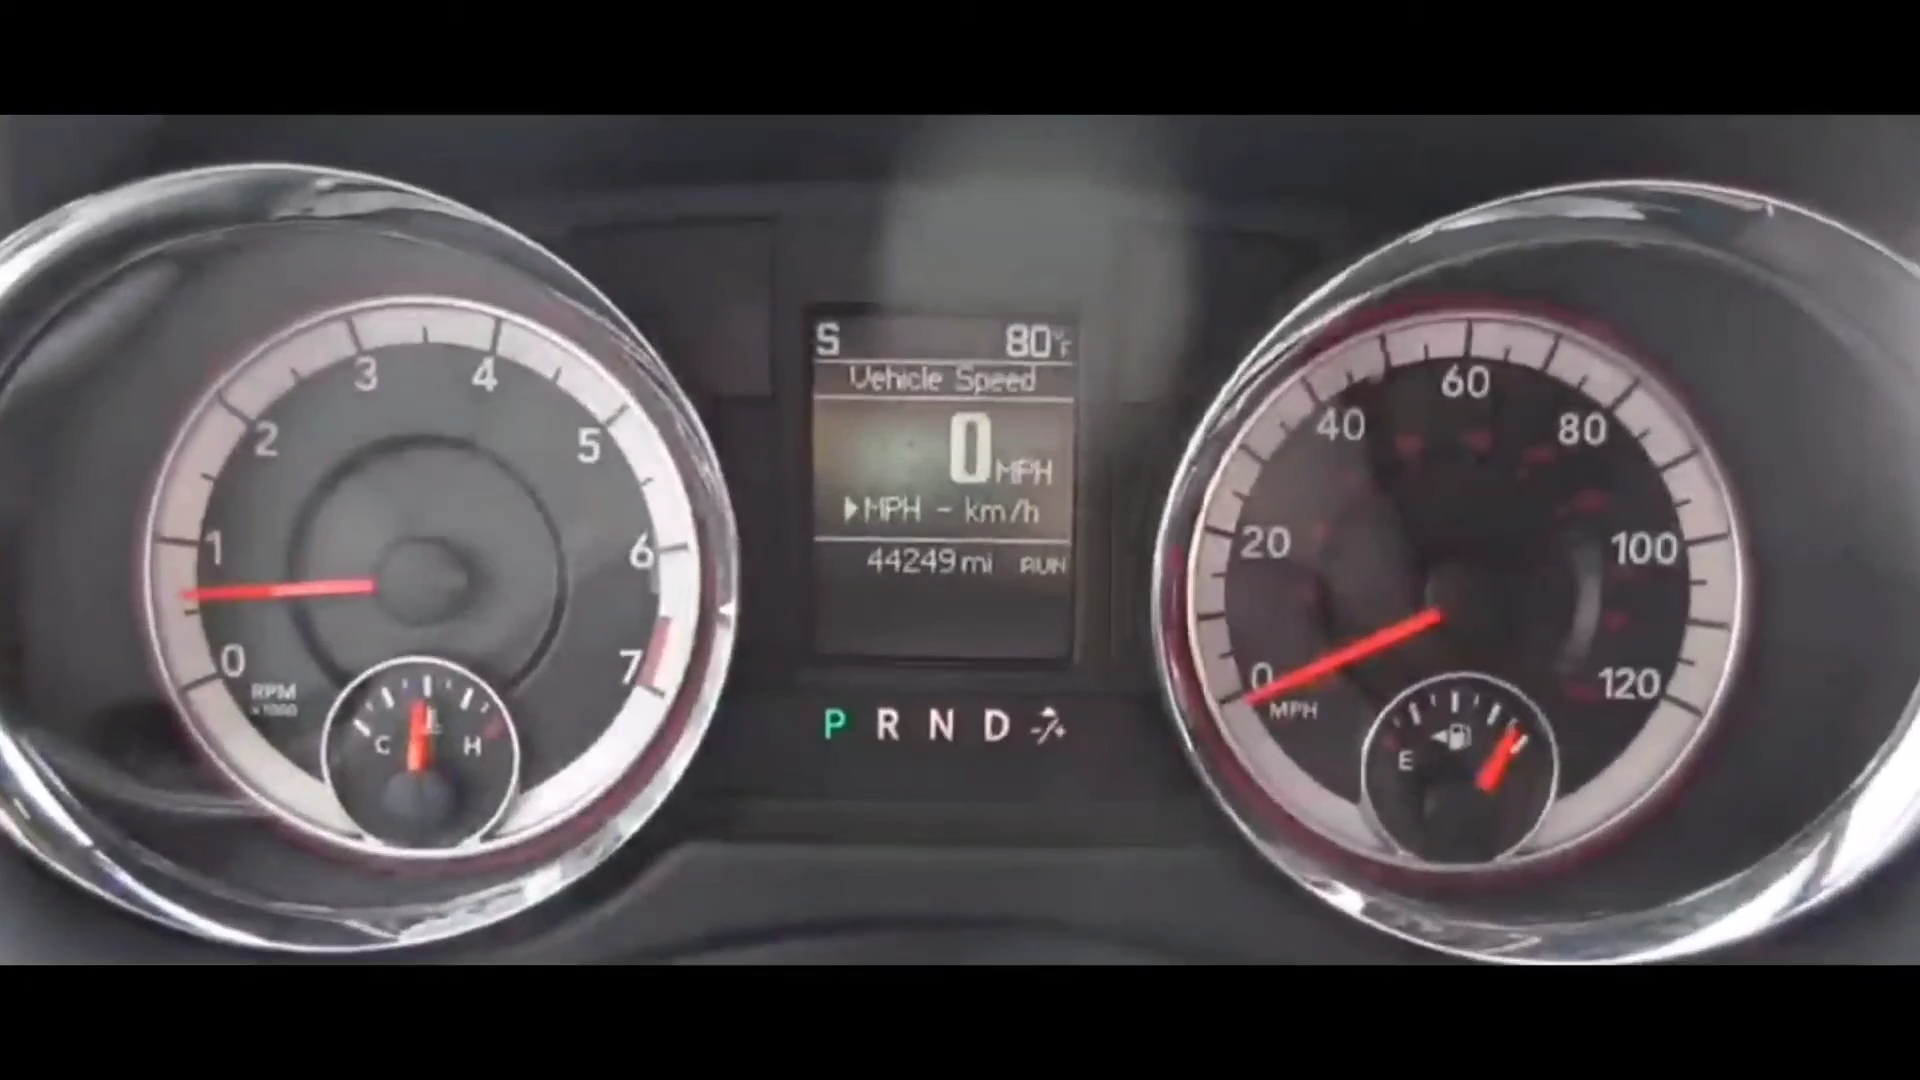 S 80°F
Vehicle Speed
0 MPH
▶MPH - km/h
44249 mi RUN
P R N D -/+
0 1 2 3 4 5 6 7
RPM
x1000
C H
0 20 40 60 80 100 120
MPH
E